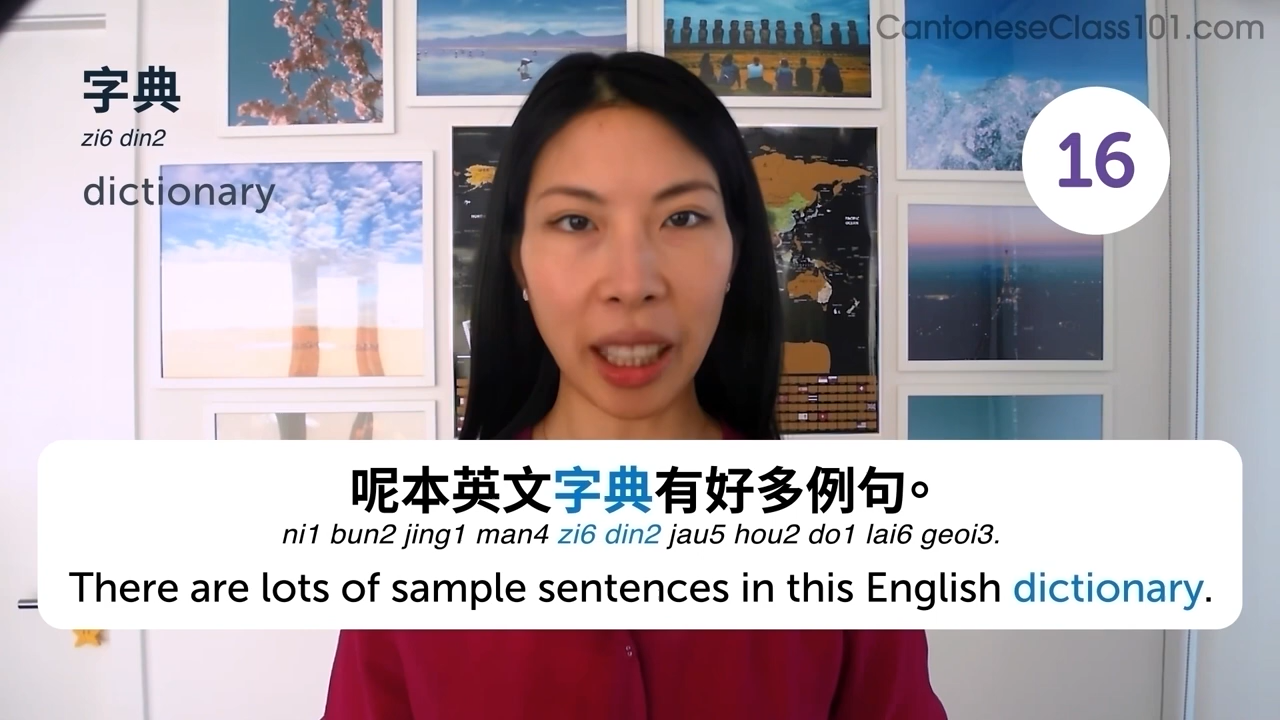 CantoneseClass101.com
字典
zi6 din2
dictionary
16
呢本英文字典有好多例句。
ni1 bun2 jing1 man4 zi6 din2 jau5 hou2 do1 lai6 geoi3.
There are lots of sample sentences in this English dictionary.